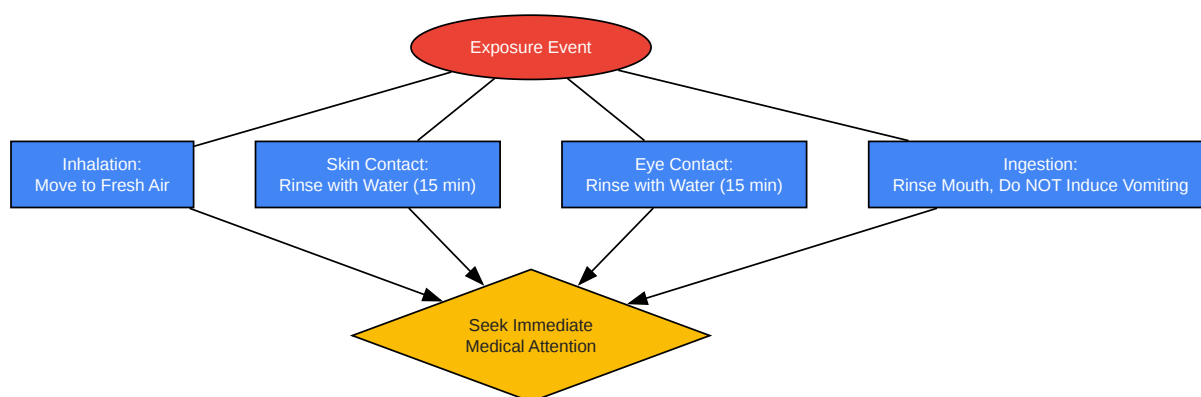 Exposure Event
Inhalation:
Move to Fresh Air
Skin Contact:
Rinse with Water (15 min)
Eye Contact:
Rinse with Water (15 min)
Ingestion:
Rinse Mouth, Do NOT Induce Vomiting
Seek Immediate
Medical Attention